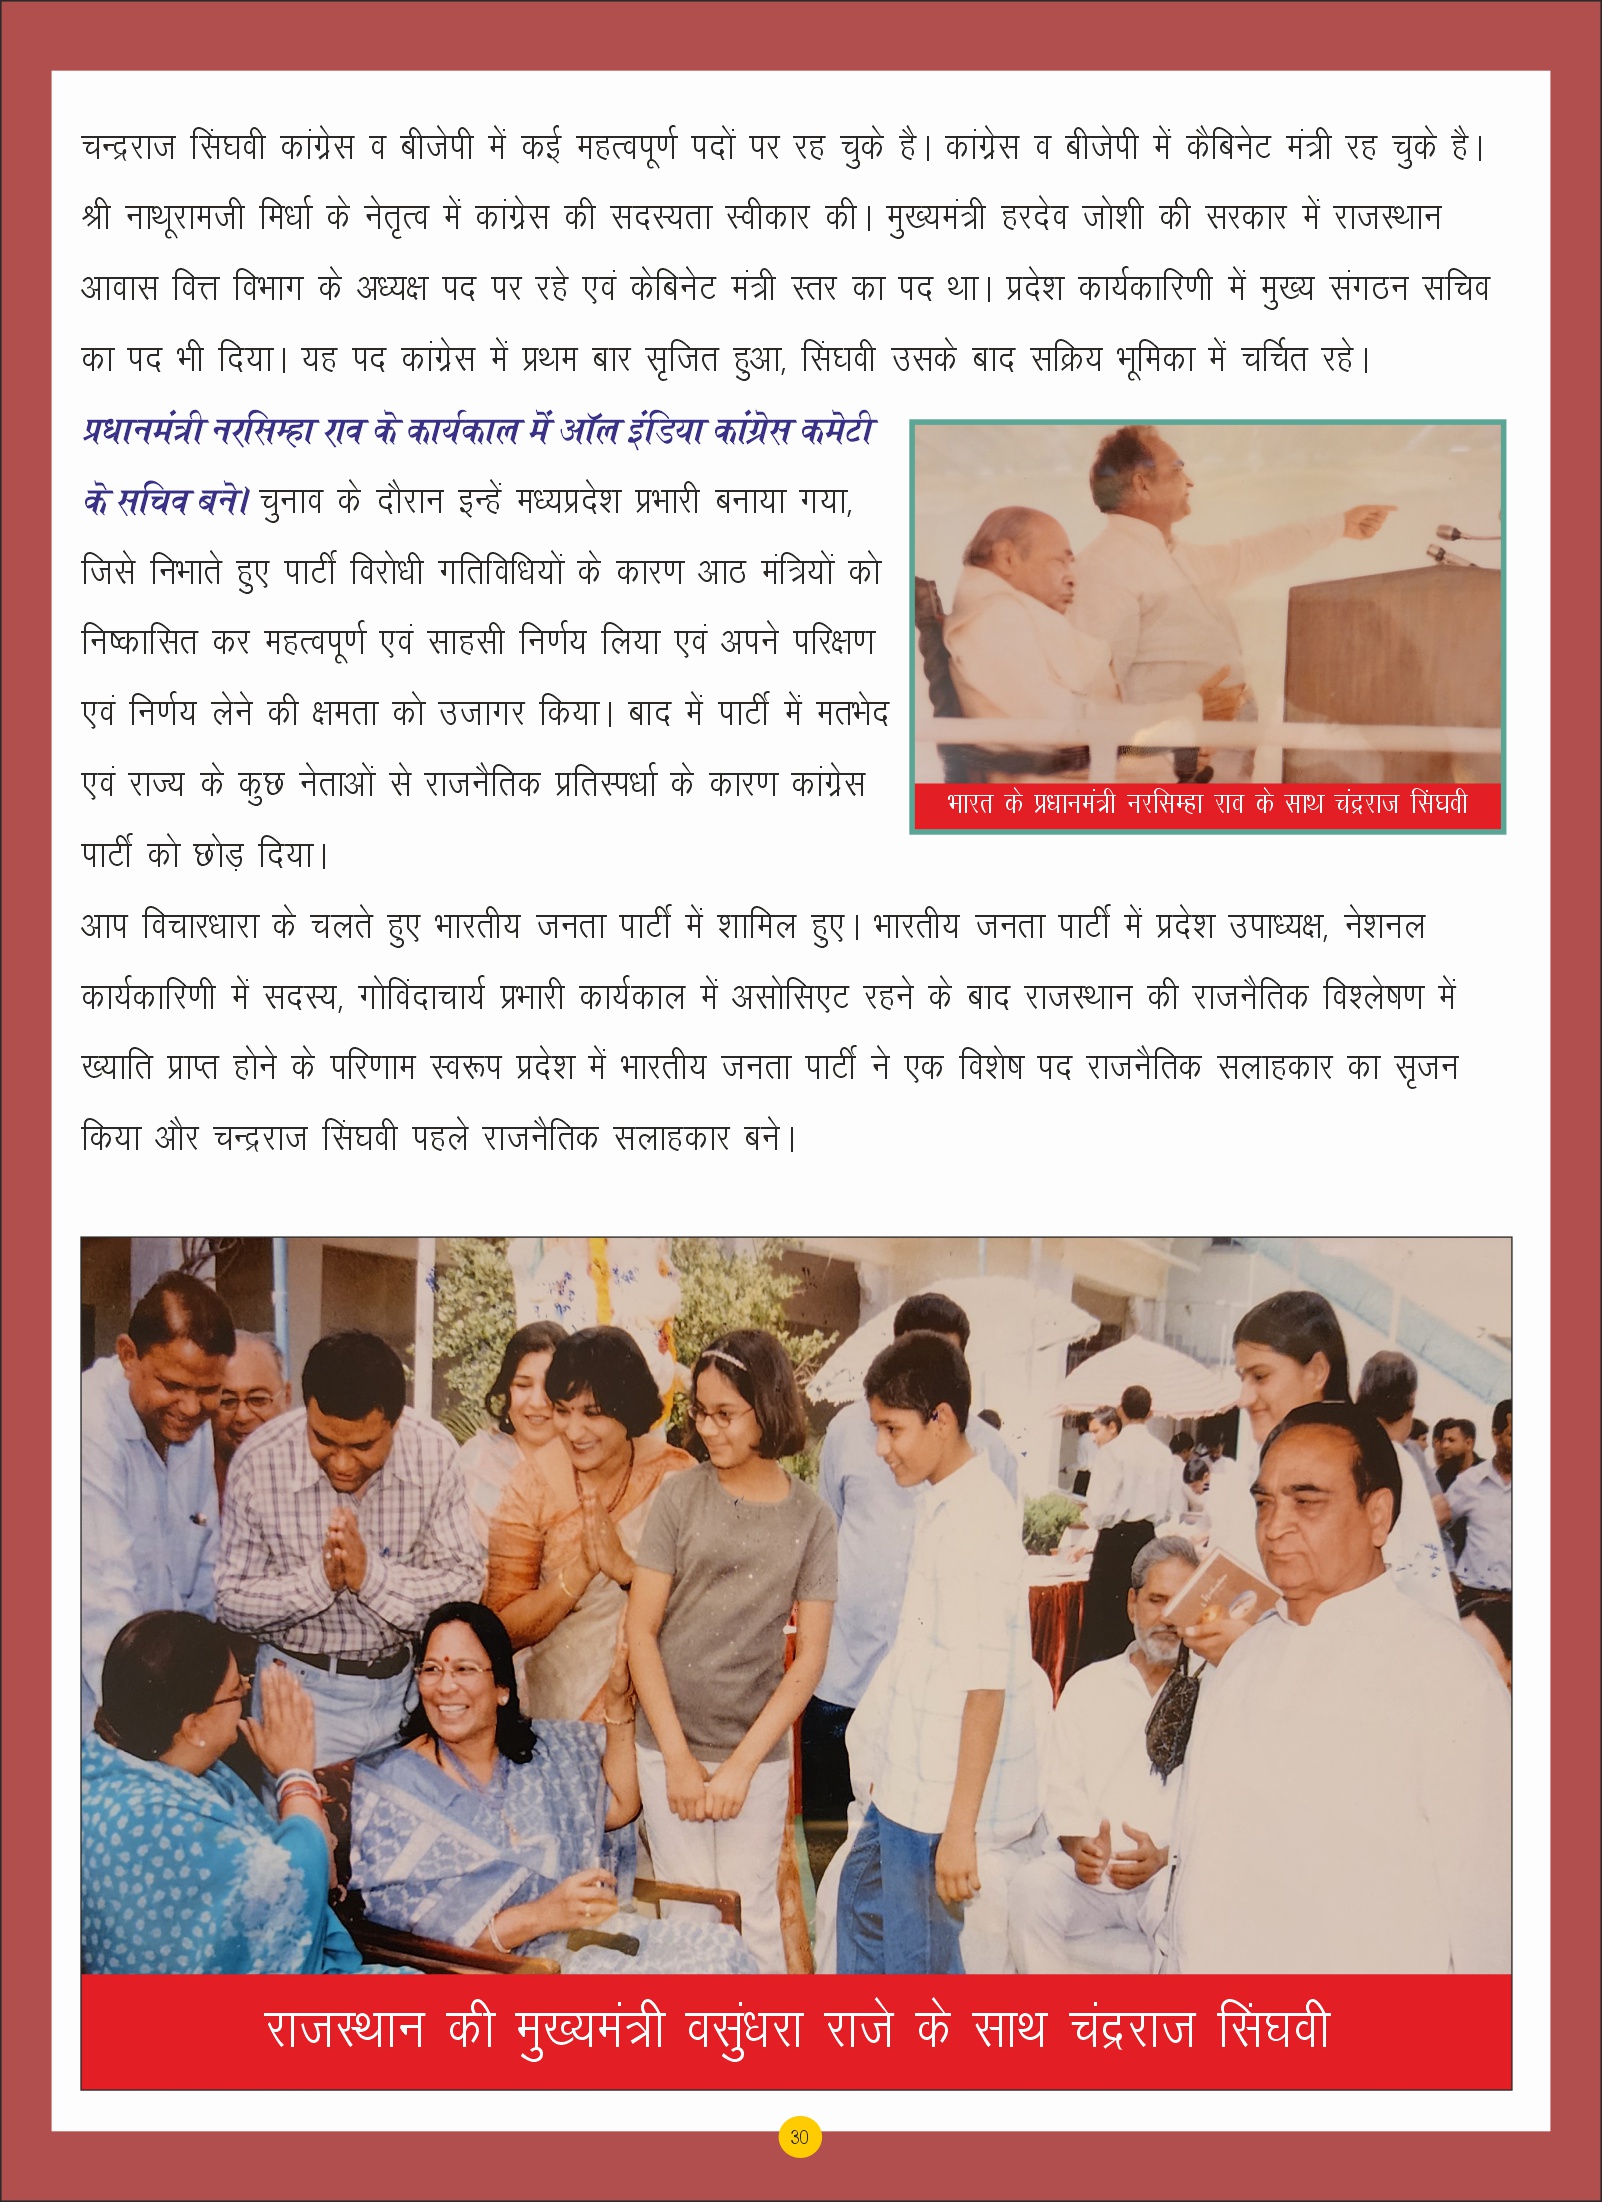 चन्द्रराज सिंघवी कांग्रेस व बीजेपी में कई महत्वपूर्ण पदों पर रह चुके है। कांग्रेस व बीजेपी में कैबिनेट मंत्री रह चुके है।
श्री नाथूरामजी मिर्धा के नेतृत्व में कांग्रेस की सदस्यता स्वीकार की। मुख्यमंत्री हरदेव जोशी की सरकार में राजस्थान
आवास वित्त विभाग के अध्यक्ष पद पर रहे एवं केबिनेट मंत्री स्तर का पद था। प्रदेश कार्यकारिणी में मुख्य संगठन सचिव
का पद भी दिया। यह पद कांग्रेस में प्रथम बार सृजित हुआ, सिंघवी उसके बाद सक्रिय भूमिका में चर्चित रहे।
प्रधानमंत्री नरसिम्हा राव के कार्यकाल में ऑल इंडिया कांग्रेस कमेटी
के सचिव बने। चुनाव के दौरान इन्हें मध्यप्रदेश प्रभारी बनाया गया,
जिसे निभाते हुए पार्टी विरोधी गतिविधियों के कारण आठ मंत्रियों को
निष्कासित कर महत्वपूर्ण एवं साहसी निर्णय लिया एवं अपने परिक्षण
एवं निर्णय लेने की क्षमता को उजागर किया। बाद में पार्टी में मतभेद
एवं राज्य के कुछ नेताओं से राजनैतिक प्रतिस्पर्धा के कारण कांग्रेस
पार्टी को छोड़ दिया।
भारत के प्रधानमंत्री नरसिम्हा राव के साथ चंद्रराज सिंघवी
आप विचारधारा के चलते हुए भारतीय जनता पार्टी में शामिल हुए। भारतीय जनता पार्टी में प्रदेश उपाध्यक्ष, नेशनल
कार्यकारिणी में सदस्य, गोविंदाचार्य प्रभारी कार्यकाल में असोसिएट रहने के बाद राजस्थान की राजनैतिक विश्लेषण में
ख्याति प्राप्त होने के परिणाम स्वरूप प्रदेश में भारतीय जनता पार्टी ने एक विशेष पद राजनैतिक सलाहकार का सृजन
किया और चन्द्रराज सिंघवी पहले राजनैतिक सलाहकार बने।
राजस्थान की मुख्यमंत्री वसुंधरा राजे के साथ चंद्रराज सिंघवी
30